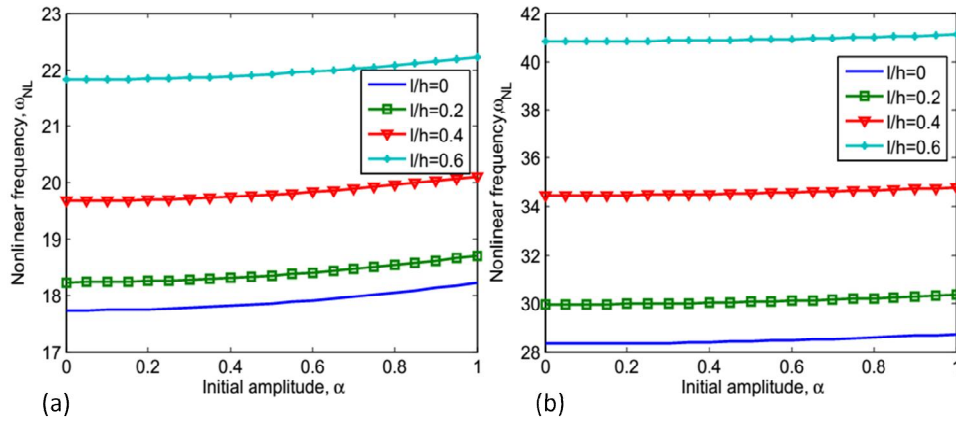 23
22
21
20
19
18
17
Nonlinear frequency, ω_NL
0
0.2
0.4
0.6
0.8
1
Initial amplitude, α
l/h=0
l/h=0.2
l/h=0.4
l/h=0.6
(a)
42
40
38
36
34
32
30
28
Nonlinear frequency,ω_NL
0
0.2
0.4
0.6
0.8
1
Initial amplitude, α
l/h=0
l/h=0.2
l/h=0.4
l/h=0.6
(b)